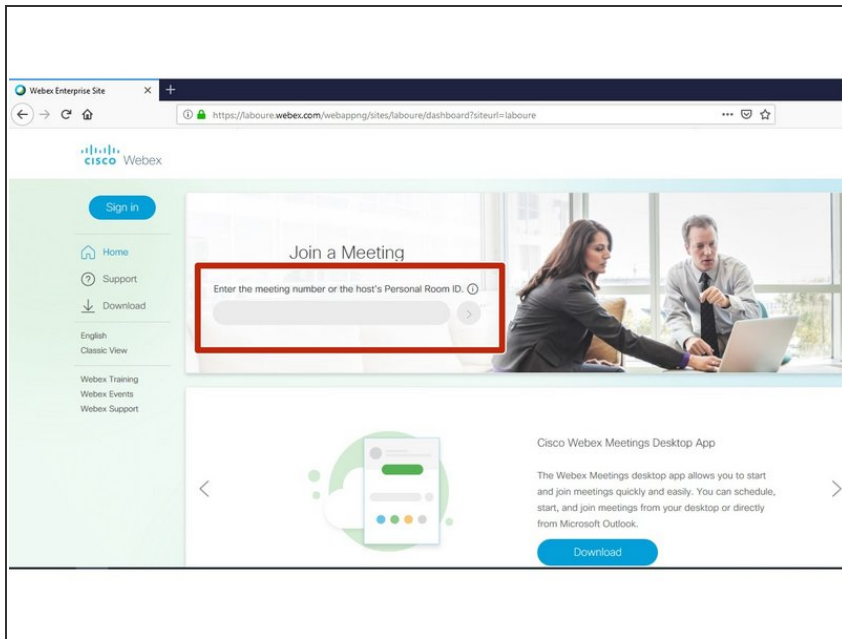 Webex Enterprise Site
https://laboure.webex.com/webappng/sites/laboure/dashboard?siteurl=laboure
CISCO Webex
Sign in
Home
Support
Download
English
Classic View
Webex Training
Webex Events
Webex Support
Join a Meeting
Enter the meeting number or the host's Personal Room ID.
Cisco Webex Meetings Desktop App
The Webex Meetings desktop app allows you to start
and join meetings quickly and easily. You can schedule,
start, and join meetings from your desktop or directly
from Microsoft Outlook.
Download